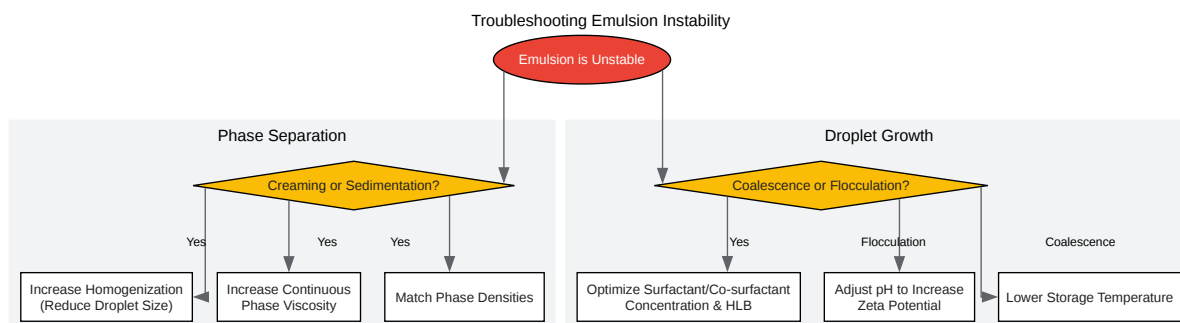 Troubleshooting Emulsion Instability
Emulsion is Unstable
Phase Separation
Droplet Growth
Creaming or Sedimentation?
Coalescence or Flocculation?
Yes
Yes
Yes
Yes
Flocculation
Coalescence
Increase Homogenization
(Reduce Droplet Size)
Increase Continuous
Phase Viscosity
Match Phase Densities
Optimize Surfactant/Co-surfactant
Concentration & HLB
Adjust pH to Increase
Zeta Potential
Lower Storage Temperature